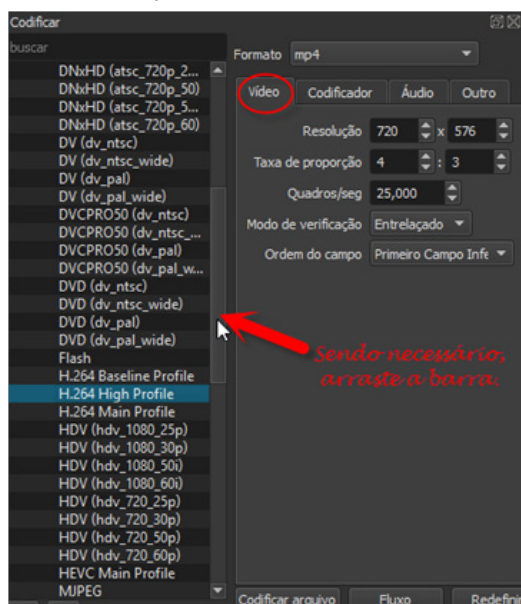 Codificar
buscar
DNxHD (atsc_720p_2...
DNxHD (atsc_720p_50)
DNxHD (atsc_720p_5...
DNxHD (atsc_720p_60)
DV (dv_ntsc)
DV (dv_ntsc_wide)
DV (dv_pal)
DV (dv_pal_wide)
DVCPRO50 (dv_ntsc)
DVCPRO50 (dv_ntsc_...
DVCPRO50 (dv_pal)
DVCPRO50 (dv_pal_w...
DVD (dv_ntsc)
DVD (dv_ntsc_wide)
DVD (dv_pal)
DVD (dv_pal_wide)
Flash
H.264 Baseline Profile
H.264 High Profile
H.264 Main Profile
HDV (hdv_1080_25p)
HDV (hdv_1080_30p)
HDV (hdv_1080_50i)
HDV (hdv_1080_60i)
HDV (hdv_720_25p)
HDV (hdv_720_30p)
HDV (hdv_720_50p)
HDV (hdv_720_60p)
HEVC Main Profile
MJPEG
Formato mp4
Vídeo Codificador Áudio Outro
Resolução 720 x 576
Taxa de proporção 4 : 3
Quadros/seg 25,000
Modo de verificação Entrelaçado
Ordem do campo Primeiro Campo Infe
Sendo necessário,
arraste a barra.
Codificar arquivo Fluxo Redefinir